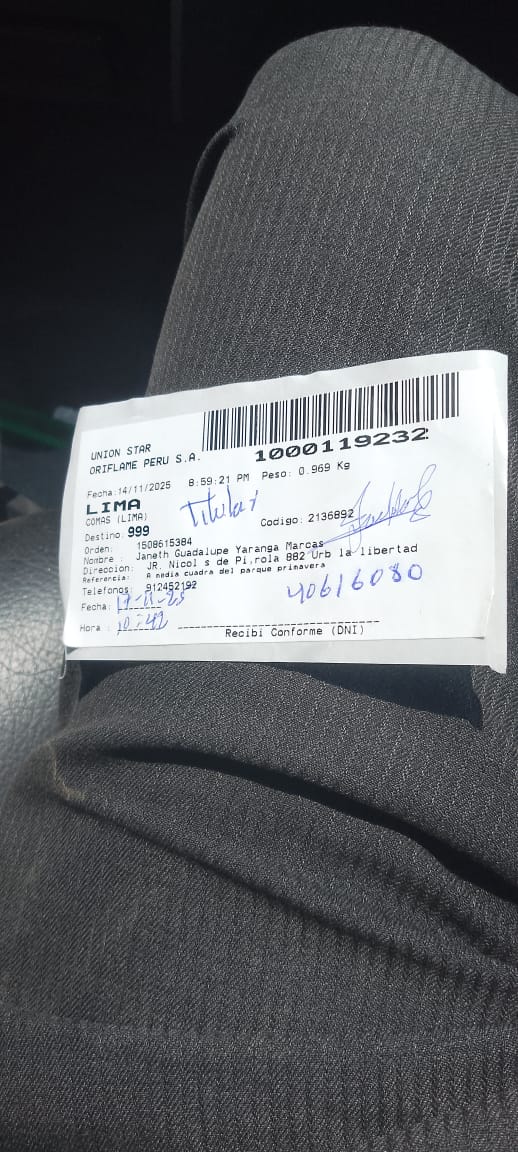 UNION STAR
ORIFLAME PERU S.A.
1000119232
Fecha:14/11/2025 8:59:21 PM Peso: 0.969 Kg
LIMA
COMAS (LIMA)
Titular
Destino: 999
Codigo: 2136892
Orden: 1508615384
Nombre : Janeth Guadalupe Yaranga Marcas
Direccion: JR. Nicol s de Pi,rola 882 Urb la libertad
Referencia: A media cuadra del parque primavera
Telefonos: 912452192
40616080
Fecha:
Hora :
Recibi Conforme (DNI)